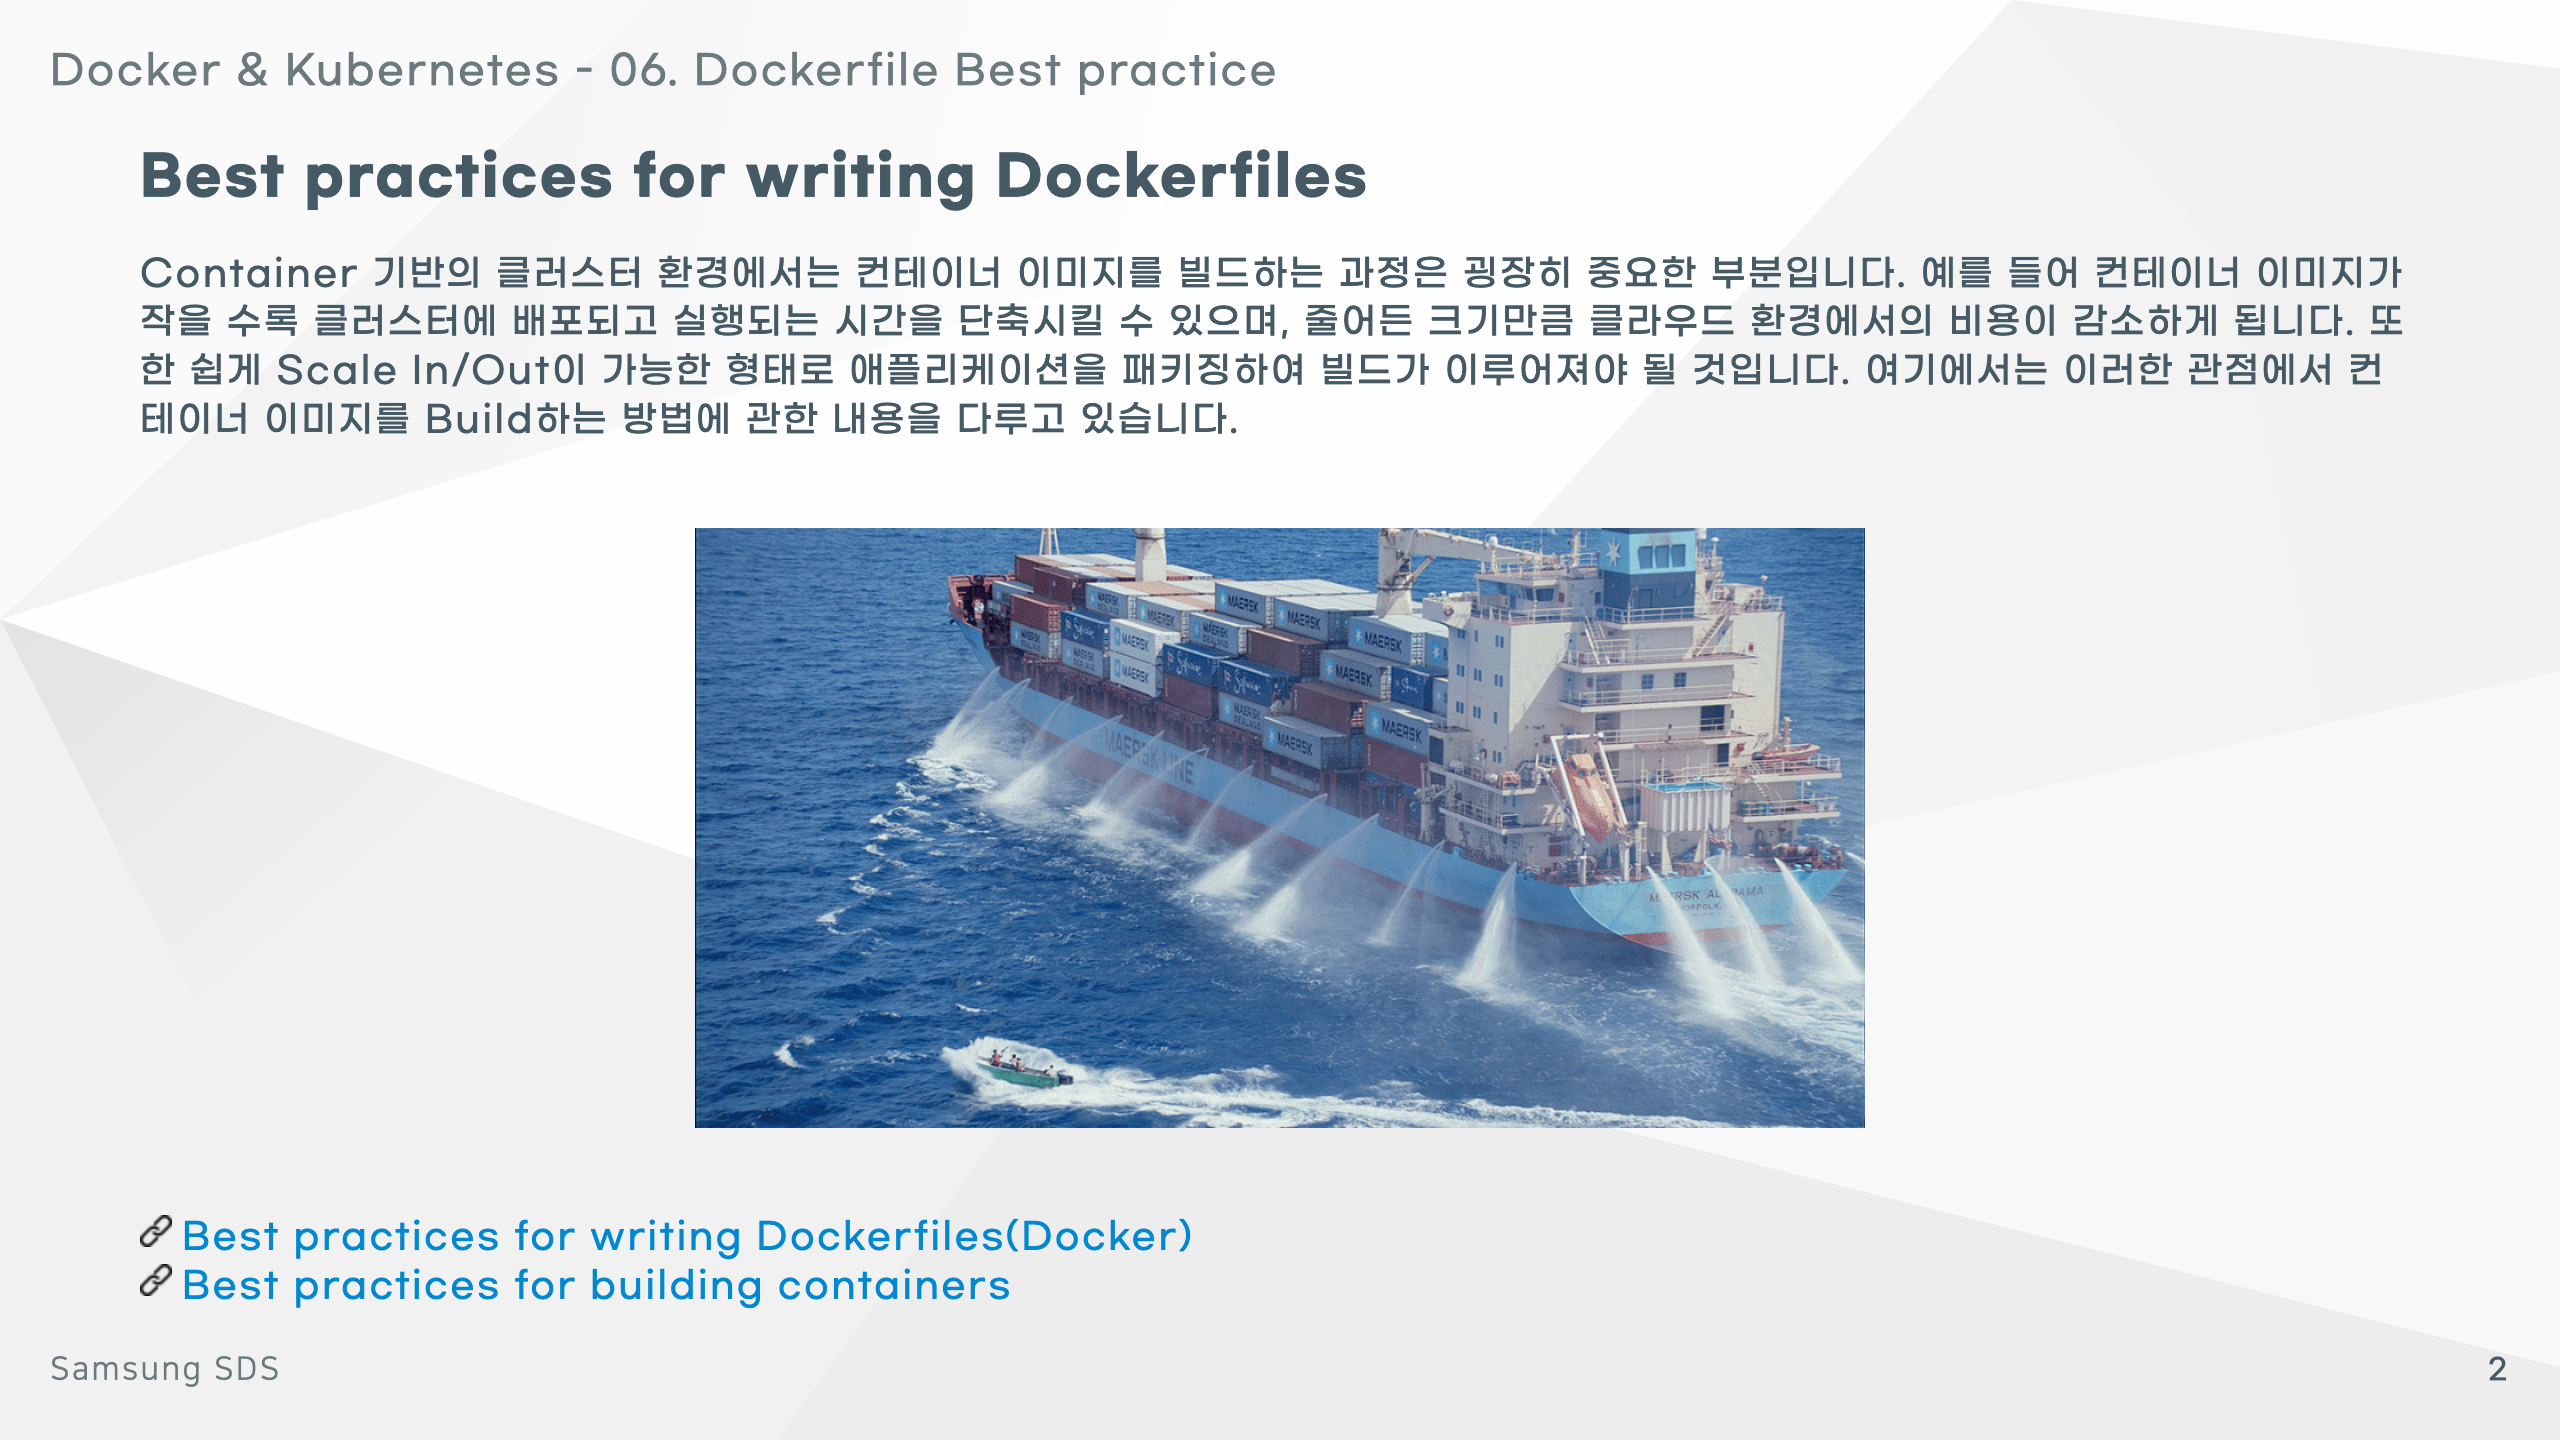 Docker & Kubernetes - 06. Dockerfile Best practice
Best practices for writing Dockerfiles
Container 기반의 클러스터 환경에서는 컨테이너 이미지를 빌드하는 과정은 굉장히 중요한 부분입니다. 예를 들어 컨테이너 이미지가
작을 수록 클러스터에 배포되고 실행되는 시간을 단축시킬 수 있으며, 줄어든 크기만큼 클라우드 환경에서의 비용이 감소하게 됩니다. 또
한 쉽게 Scale In/Out이 가능한 형태로 애플리케이션을 패키징하여 빌드가 이루어져야 될 것입니다. 여기에서는 이러한 관점에서 컨
테이너 이미지를 Build하는 방법에 관한 내용을 다루고 있습니다.
MAERSK
MAERSK
MAERSK
MAERSK
MAERSK
MAERSK
MAERSK
MAERSK
MAERSK
MAERSK LINE
Best practices for writing Dockerfiles(Docker)
Best practices for building containers
Samsung SDS
2